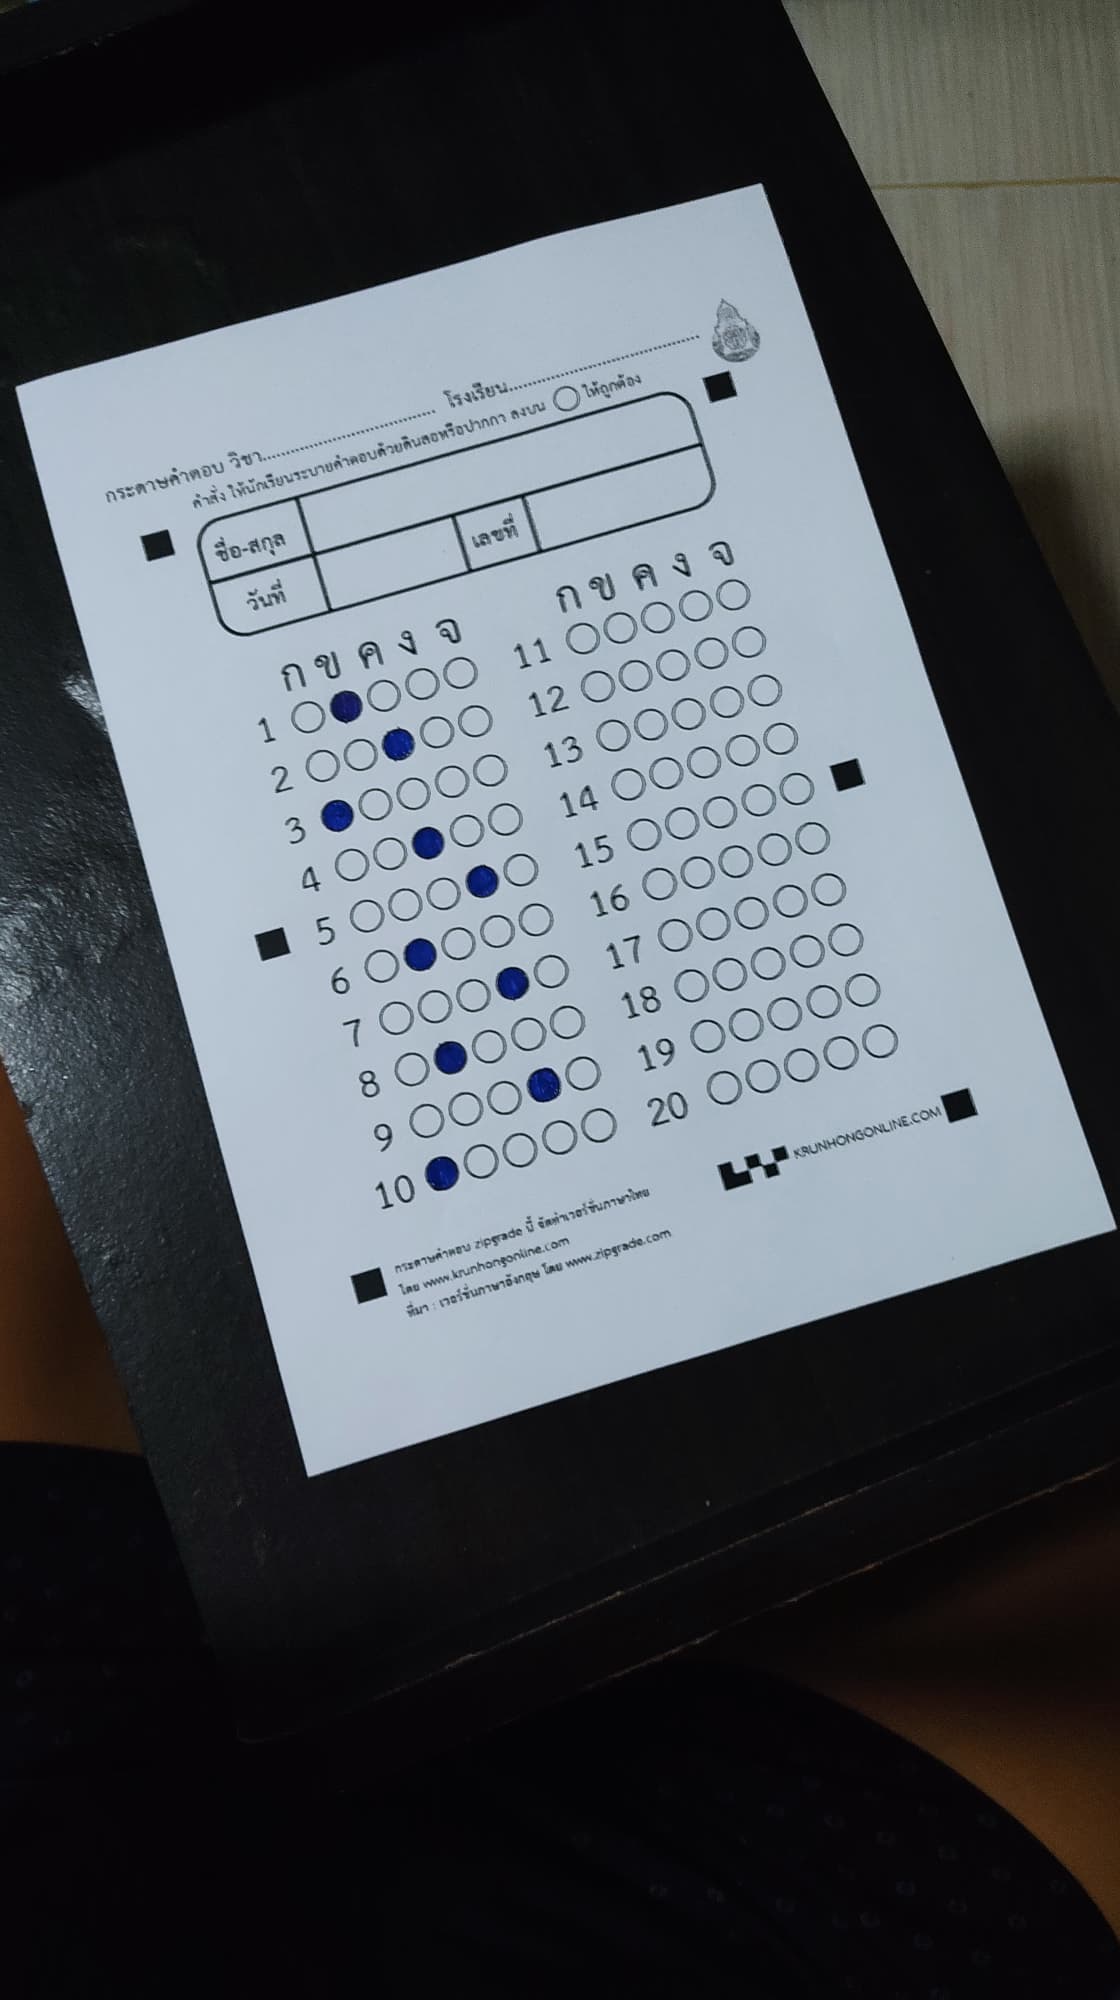 กระดาษคำตอบ วิชา........................................ โรงเรียน............................................
คำสั่ง ให้นักเรียนระบายคำตอบด้วยดินสอหรือปากกา ลงบน ◯ ให้ถูกต้อง
ชื่อ-สกุล
วันที่ เลขที่
ก ข ค ง จ
1
2
3
4
5
6
7
8
9
10
ก ข ค ง จ
11
12
13
14
15
16
17
18
19
20
KRUNHONGONLINE.COM
กระดาษคำตอบ zipgrade นี้ จัดทำเวอร์ชั่นภาษาไทย
โดย www.krunhongonline.com
ที่มา : เวอร์ชั่นภาษาอังกฤษ โดย www.zipgrade.com